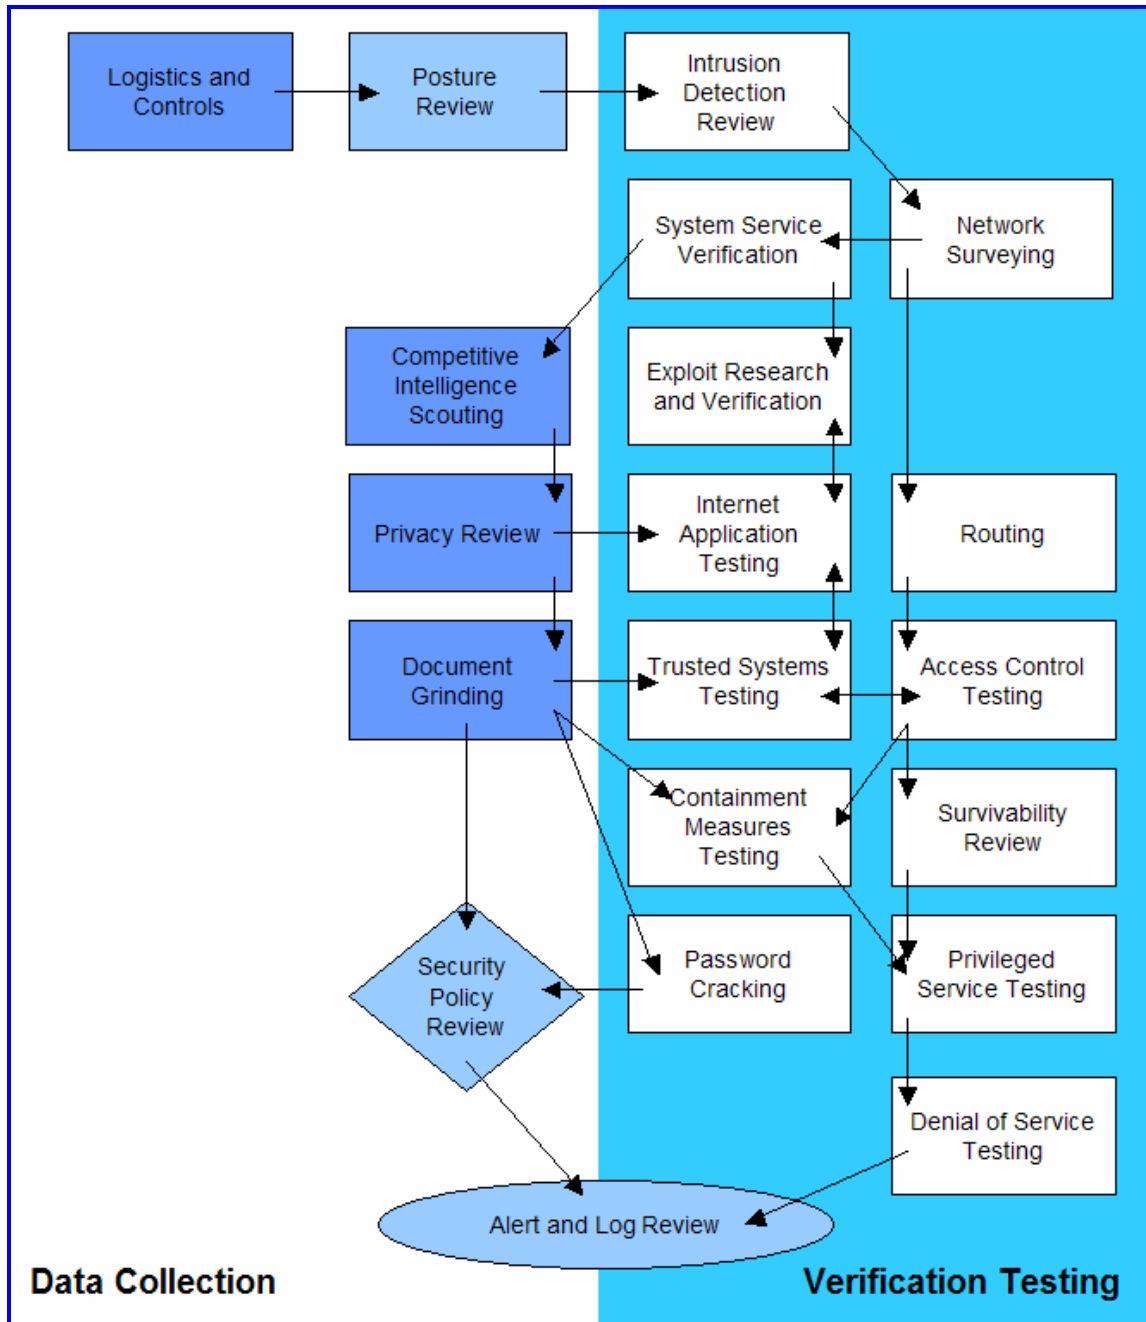 Logistics and
Controls
Posture
Review
Intrusion
Detection
Review
System Service
Verification
Network
Surveying
Competitive
Intelligence
Scouting
Exploit Research
and Verification
Privacy Review
Internet
Application
Testing
Routing
Document
Grinding
Trusted Systems
Testing
Access Control
Testing
Containment
Measures
Testing
Survivability
Review
Security
Policy
Review
Password
Cracking
Privileged
Service Testing
Denial of Service
Testing
Alert and Log Review
Data Collection
Verification Testing